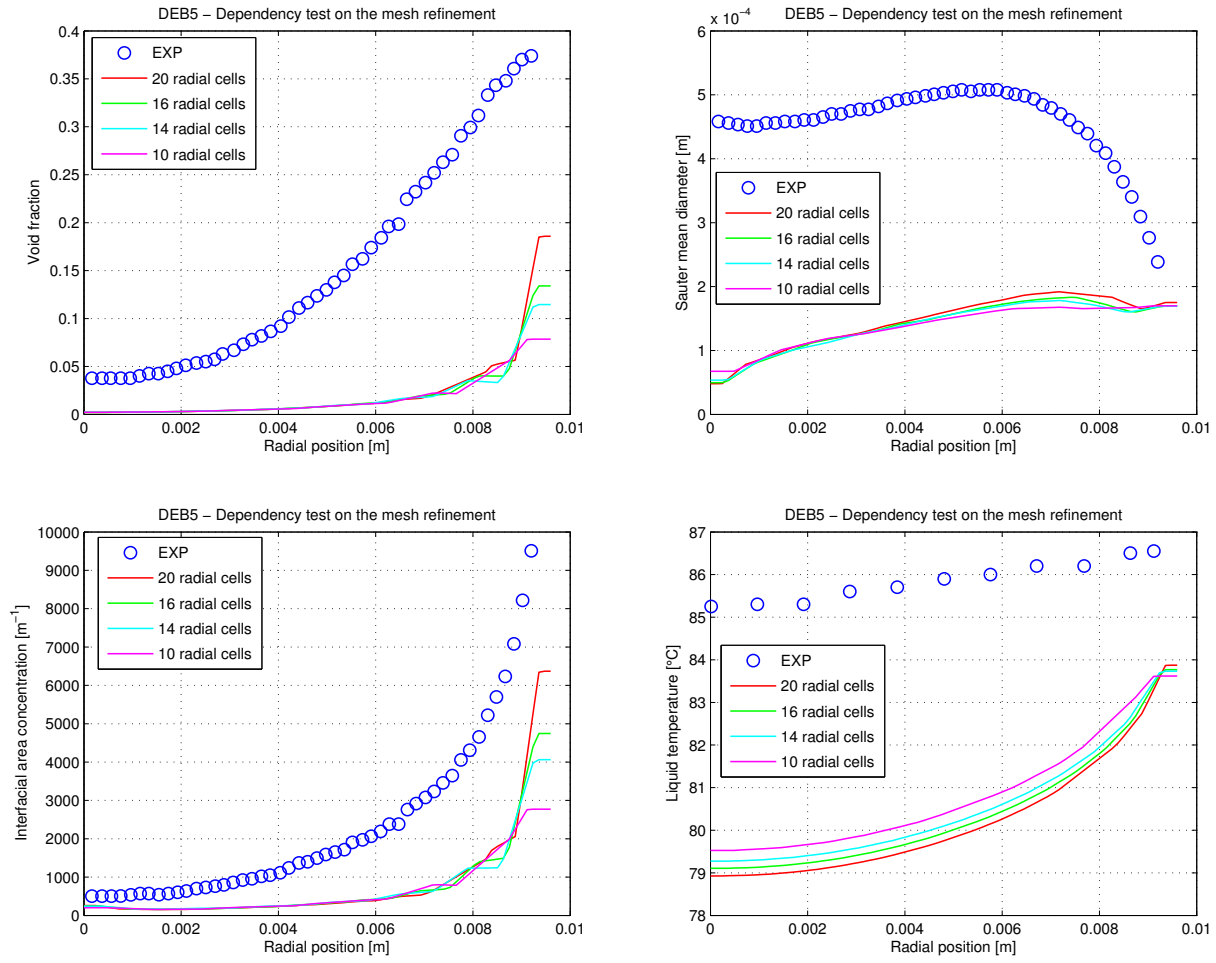 DEB5 − Dependency test on the mesh refinement
0.4
0.35
0.3
0.25
0.2
0.15
0.1
0.05
0
Void fraction
EXP
20 radial cells
16 radial cells
14 radial cells
10 radial cells
0
0.002
0.004
0.006
0.008
0.01
Radial position [m]
DEB5 − Dependency test on the mesh refinement
x 10⁻⁴
6
5
4
3
2
1
0
Sauter mean diameter [m]
EXP
20 radial cells
16 radial cells
14 radial cells
10 radial cells
0
0.002
0.004
0.006
0.008
0.01
Radial position [m]
DEB5 − Dependency test on the mesh refinement
10000
9000
8000
7000
6000
5000
4000
3000
2000
1000
0
Interfacial area concentration [m⁻¹]
EXP
20 radial cells
16 radial cells
14 radial cells
10 radial cells
0
0.002
0.004
0.006
0.008
0.01
Radial position [m]
DEB5 − Dependency test on the mesh refinement
87
86
85
84
83
82
81
80
79
78
Liquid temperature [°C]
EXP
20 radial cells
16 radial cells
14 radial cells
10 radial cells
0
0.002
0.004
0.006
0.008
0.01
Radial position [m]